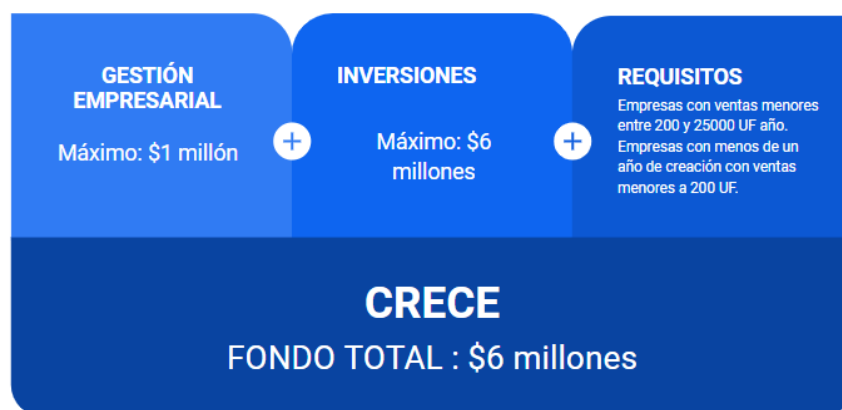 GESTIÓN
EMPRESARIAL
Máximo: $1 millón
+
INVERSIONES
Máximo: $6
millones
+
REQUISITOS
Empresas con ventas menores
entre 200 y 25000 UF año.
Empresas con menos de un
año de creación con ventas
menores a 200 UF.
CRECE
FONDO TOTAL : $6 millones